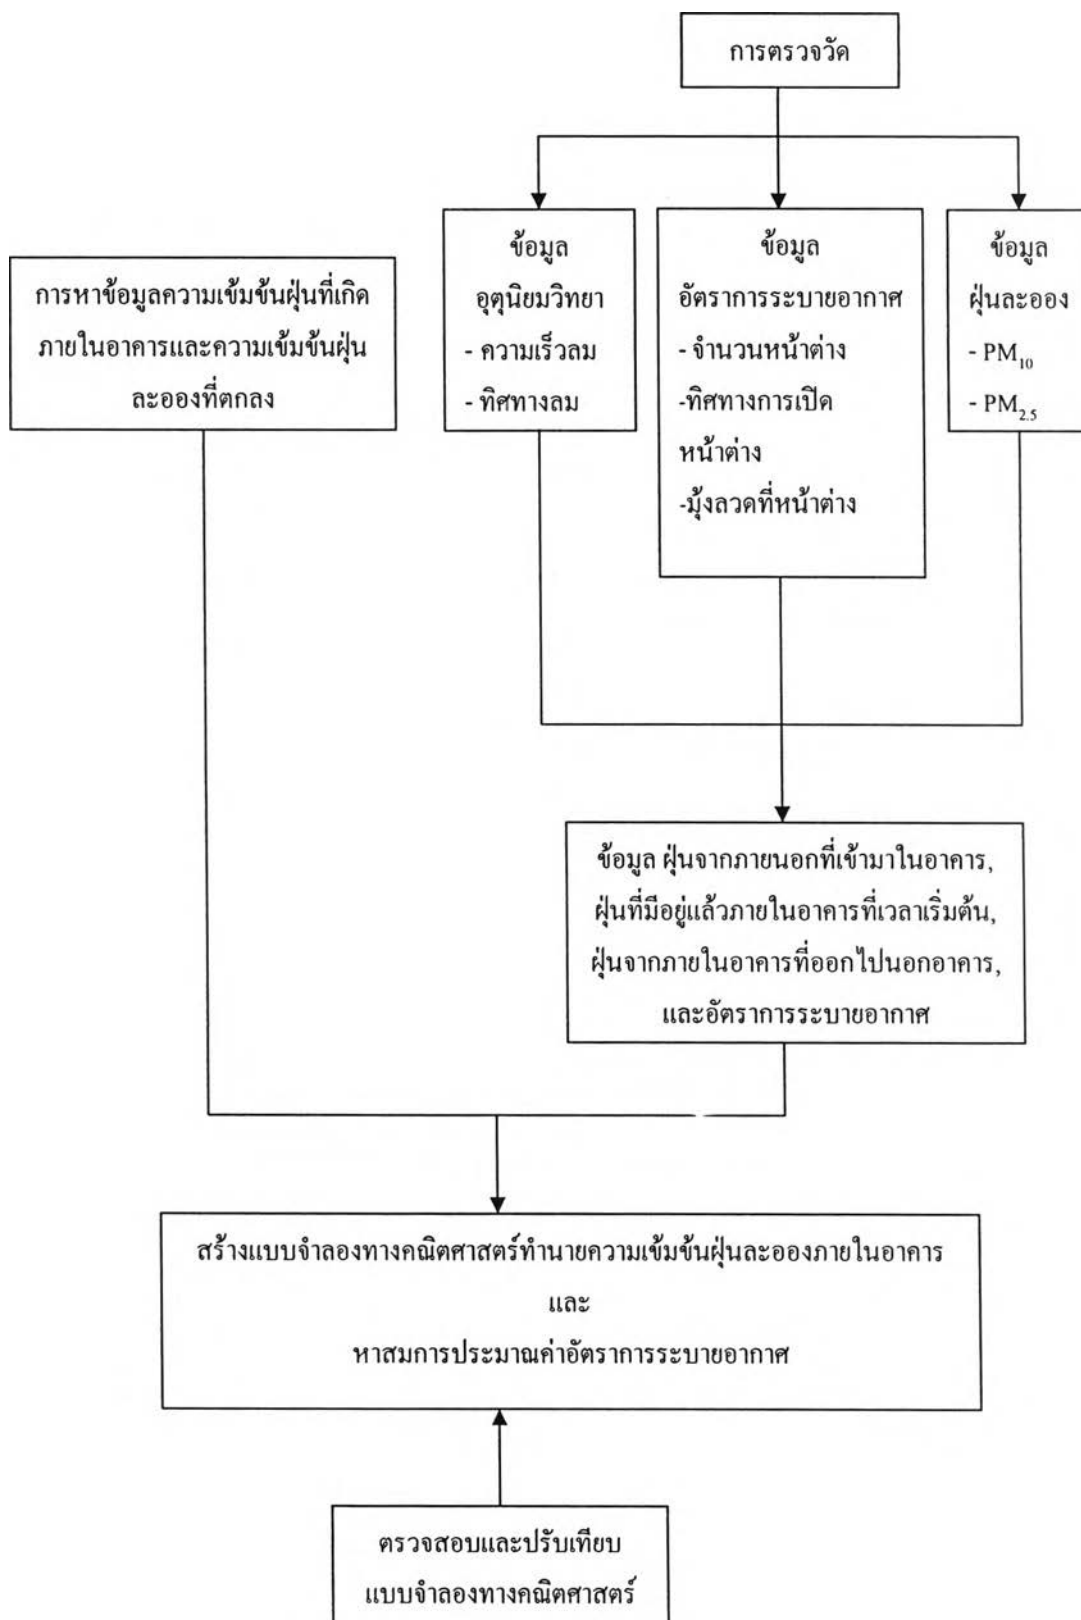 การตรวจวัด
ข้อมูล
อุตุนิยมวิทยา
- ความเร็วลม
- ทิศทางลม
ข้อมูล
อัตราการระบายอากาศ
- จำนวนหน้าต่าง
-ทิศทางการเปิด
หน้าต่าง
-มุ้งลวดที่หน้าต่าง
ข้อมูล
ฝุ่นละออง
- PM₁₀
- PM₂.₅
การหาข้อมูลความเข้มข้นฝุ่นที่เกิด
ภายในอาคารและความเข้มข้นฝุ่น
ละอองที่ตกลง
ข้อมูล ฝุ่นจากภายนอกที่เข้ามาในอาคาร,
ฝุ่นที่มีอยู่แล้วภายในอาคารที่เวลาเริ่มต้น,
ฝุ่นจากภายในอาคารที่ออกไปนอกอาคาร,
และอัตราการระบายอากาศ
สร้างแบบจำลองทางคณิตศาสตร์ทำนายความเข้มข้นฝุ่นละอองภายในอาคาร
และ
หาสมการประมาณค่าอัตราการระบายอากาศ
ตรวจสอบและปรับเทียบ
แบบจำลองทางคณิตศาสตร์